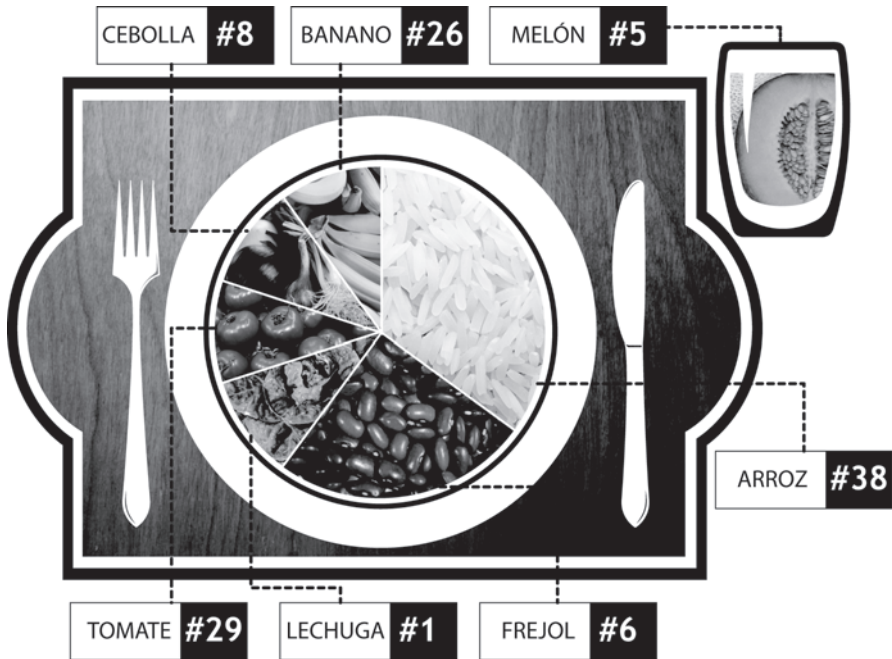 CEBOLLA #8
BANANO #26
MELÓN #5
ARROZ #38
TOMATE #29
LECHUGA #1
FREJOL #6